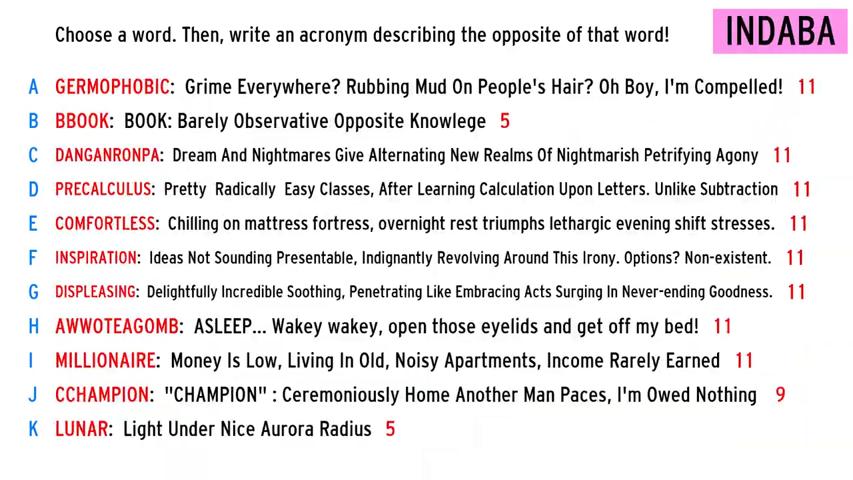 Choose a word. Then, write an acronym describing the opposite of that word!
INDABA
A GERMOPHOBIC: Grime Everywhere? Rubbing Mud On People's Hair? Oh Boy, I'm Compelled! 11
B BBOOK: BOOK: Barely Observative Opposite Knowlege 5
C DANGANRONPA: Dream And Nightmares Give Alternating New Realms Of Nightmarish Petrifying Agony 11
D PRECALCULUS: Pretty Radically Easy Classes, After Learning Calculation Upon Letters. Unlike Subtraction 11
E COMFORTLESS: Chilling on mattress fortress, overnight rest triumphs lethargic evening shift stresses. 11
F INSPIRATION: Ideas Not Sounding Presentable, Indignantly Revolving Around This Irony. Options? Non-existent. 11
G DISPLEASING: Delightfully Incredible Soothing, Penetrating Like Embracing Acts Surging In Never-ending Goodness. 11
H AWWOTEAGOMB: ASLEEP... Wakey wakey, open those eyelids and get off my bed! 11
I MILLIONAIRE: Money Is Low, Living In Old, Noisy Apartments, Income Rarely Earned 11
J CCHAMPION: "CHAMPION" : Ceremoniously Home Another Man Paces, I'm Owed Nothing 9
K LUNAR: Light Under Nice Aurora Radius 5